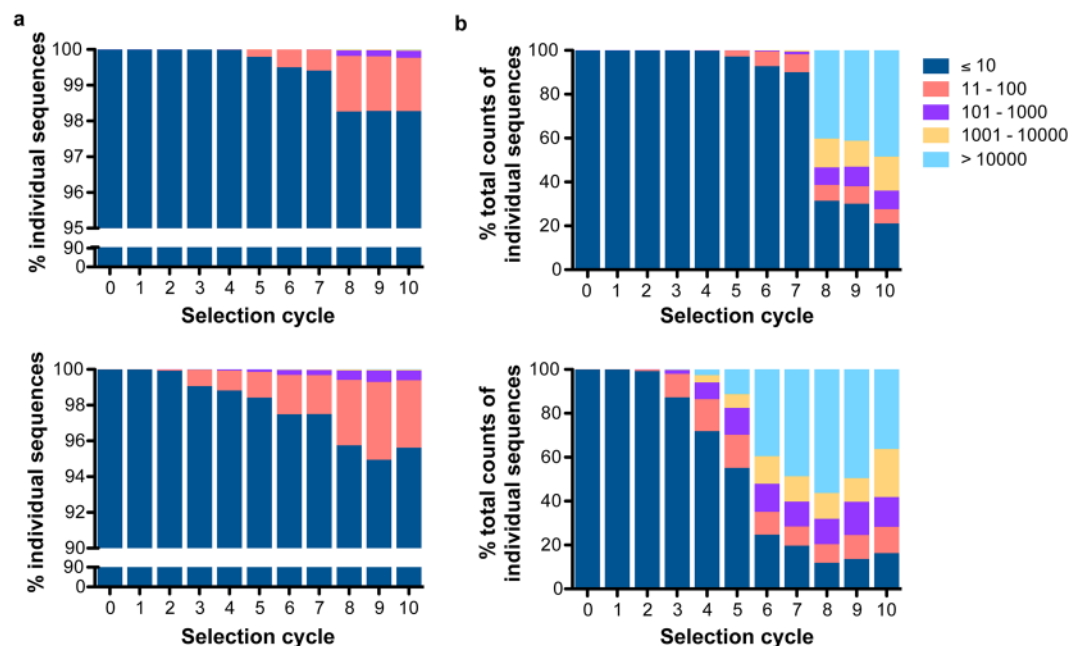 a
% individual sequences
100
99
98
97
96
95
90
0
0 1 2 3 4 5 6 7 8 9 10
Selection cycle
b
% total counts of
individual sequences
100
80
60
40
20
0
0 1 2 3 4 5 6 7 8 9 10
Selection cycle
≤ 10
11 - 100
101 - 1000
1001 - 10000
> 10000
% individual sequences
100
98
96
94
92
90
90
0
0 1 2 3 4 5 6 7 8 9 10
Selection cycle
% total counts of
individual sequences
100
80
60
40
20
0
0 1 2 3 4 5 6 7 8 9 10
Selection cycle